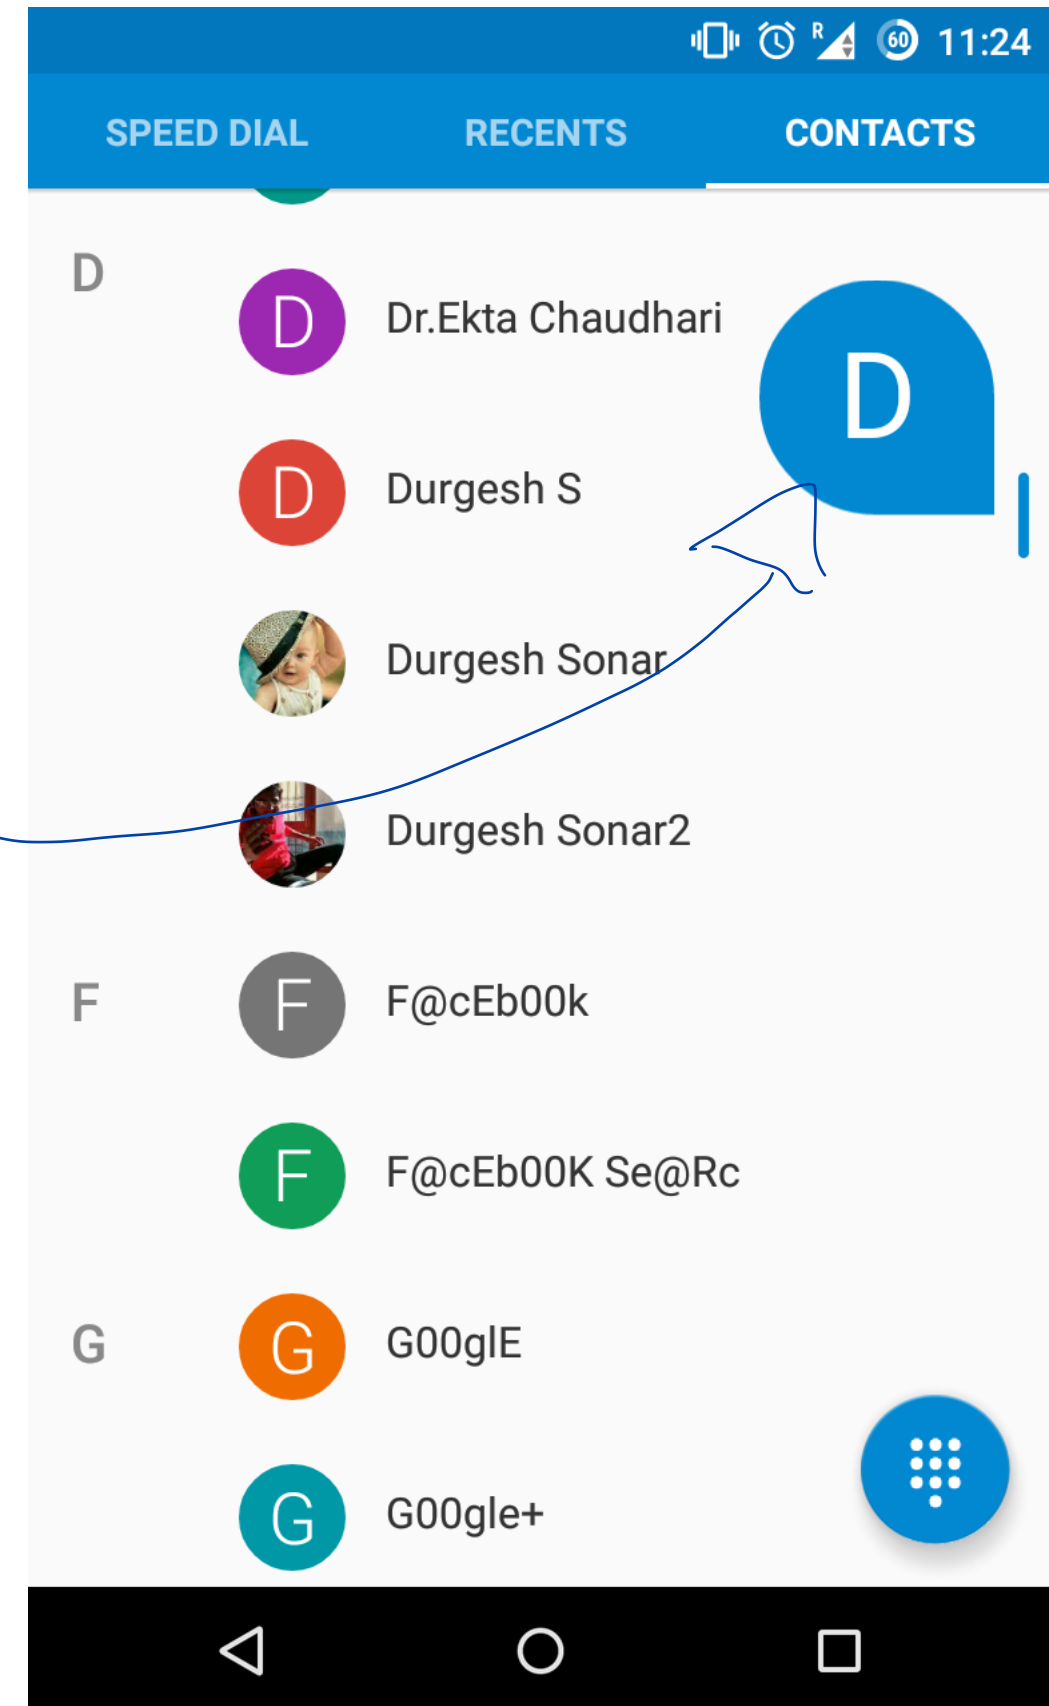 R 60 11:24
SPEED DIAL RECENTS CONTACTS
D
D Dr.Ekta Chaudhari
D
D Durgesh S
Durgesh Sonar
Durgesh Sonar2
F F F@cEb00k
F F@cEb00K Se@Rc
G G G00glE
G G00gle+